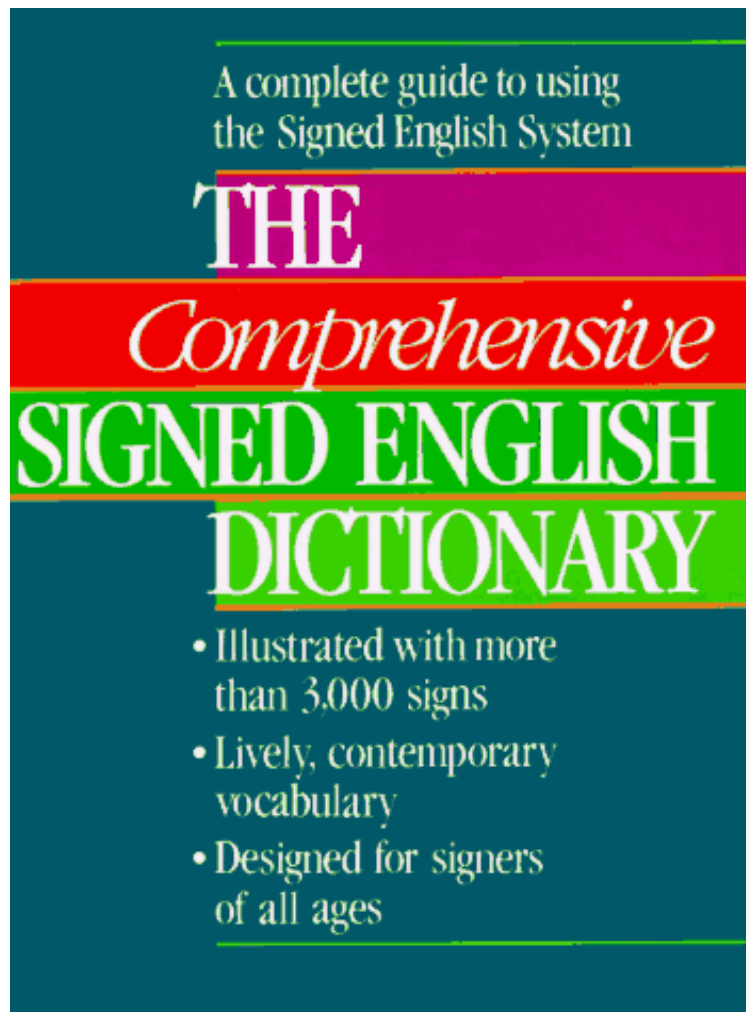 A complete guide to using
the Signed English System
THE
Comprehensive
SIGNED ENGLISH
DICTIONARY
• Illustrated with more
than 3,000 signs
• Lively, contemporary
vocabulary
• Designed for signers
of all ages